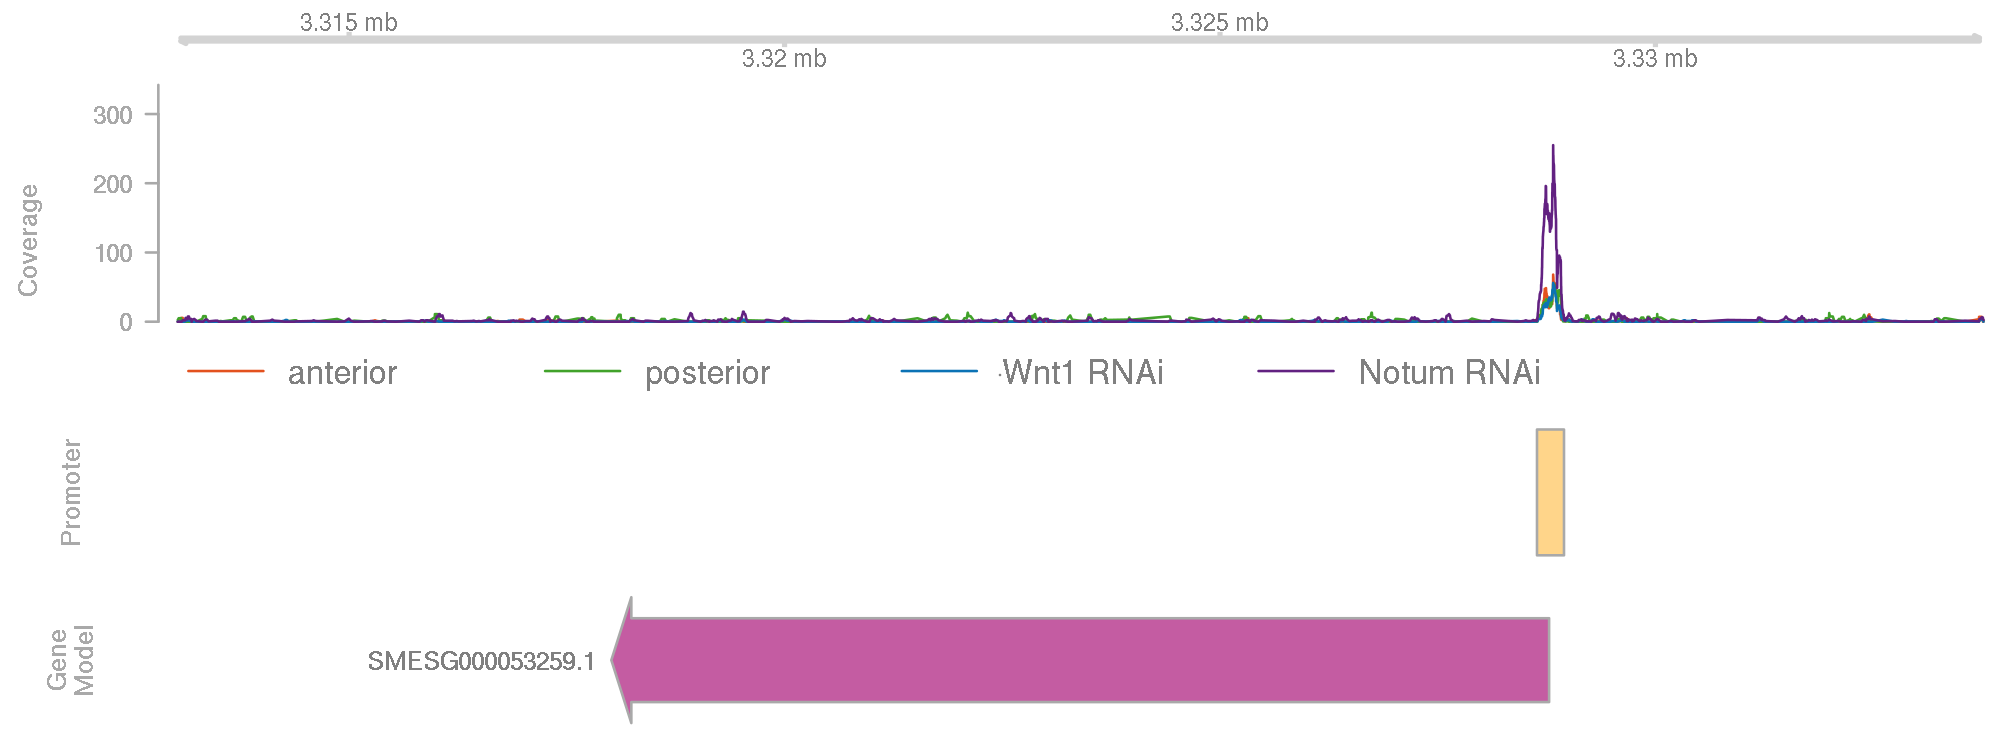 3.315 mb
3.325 mb
3.32 mb
3.33 mb
Coverage
300
200
100
0
anterior
posterior
Wnt1 RNAi
Notum RNAi
Promoter
Gene
Model
SMESG000053259.1